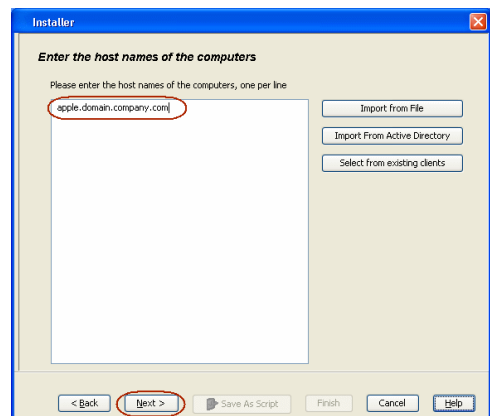 Installer
Enter the host names of the computers
Please enter the host names of the computers, one per line
apple.domain.company.com
Import from File
Import From Active Directory
Select from existing clients
< Back Next > Save As Script Finish Cancel Help